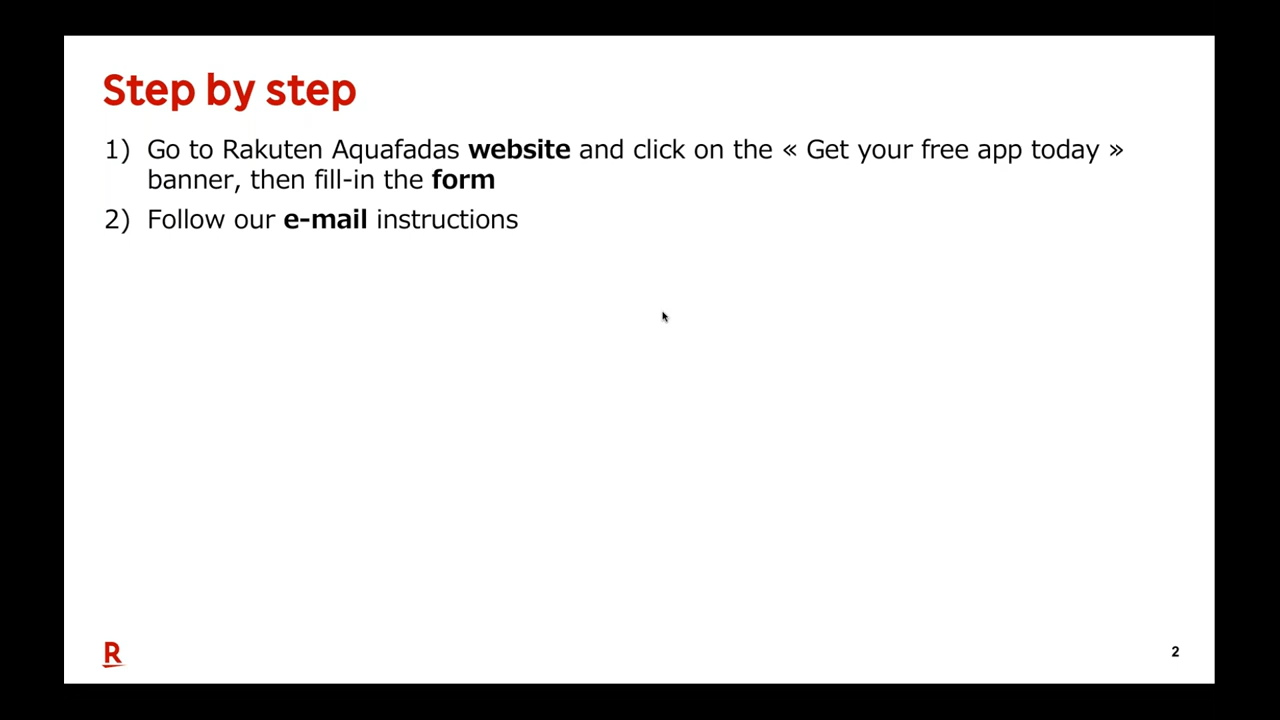 Step by step
1) Go to Rakuten Aquafadas website and click on the « Get your free app today »
banner, then fill-in the form
2) Follow our e-mail instructions
R
2